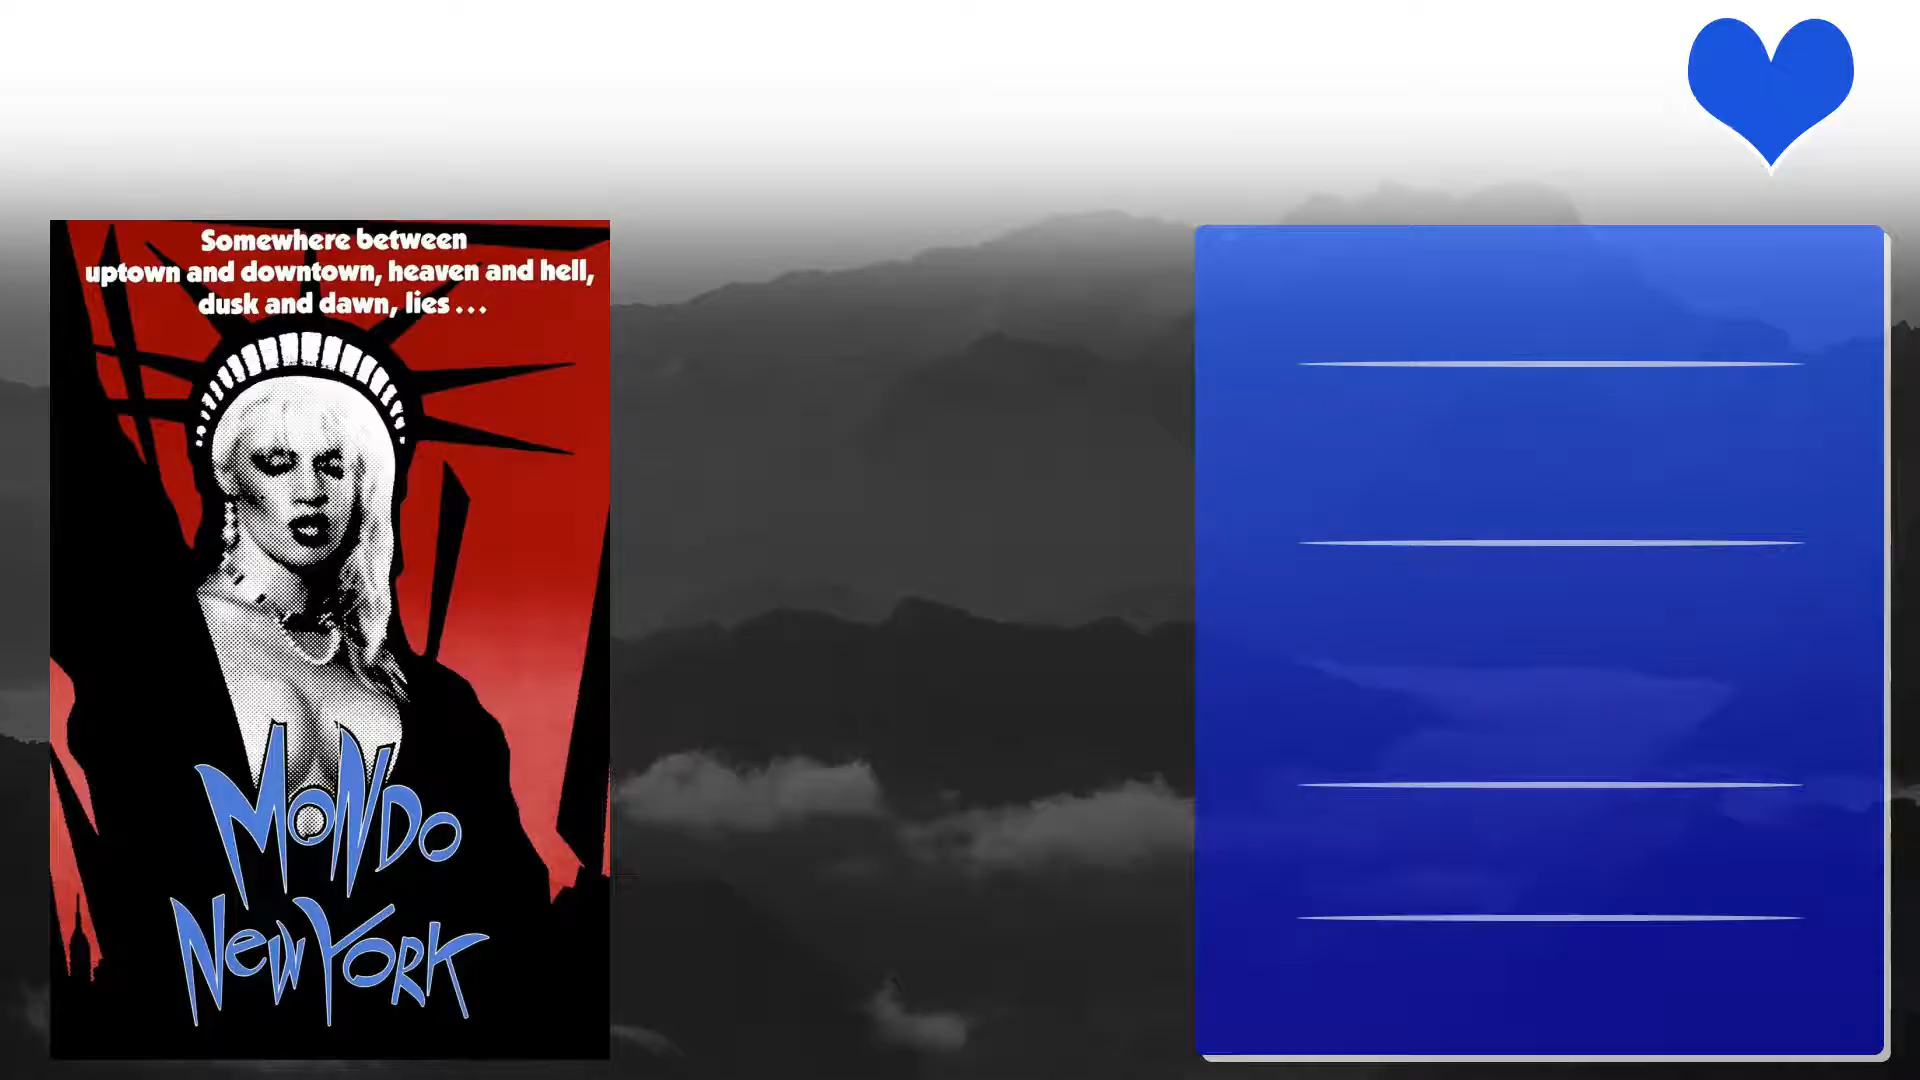 Somewhere between
uptown and downtown, heaven and hell,
dusk and dawn, lies...
MONDO
NEW YORK